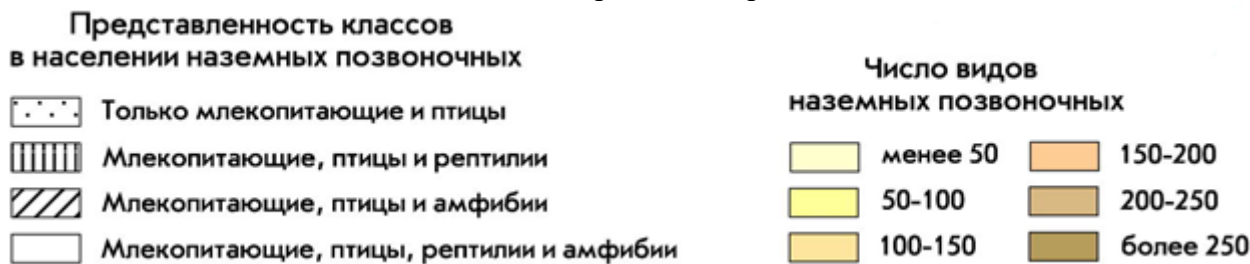 Представленность классов
в населении наземных позвоночных
Только млекопитающие и птицы
Млекопитающие, птицы и рептилии
Млекопитающие, птицы и амфибии
Млекопитающие, птицы, рептилии и амфибии
Число видов
наземных позвоночных
менее 50
50-100
100-150
150-200
200-250
более 250